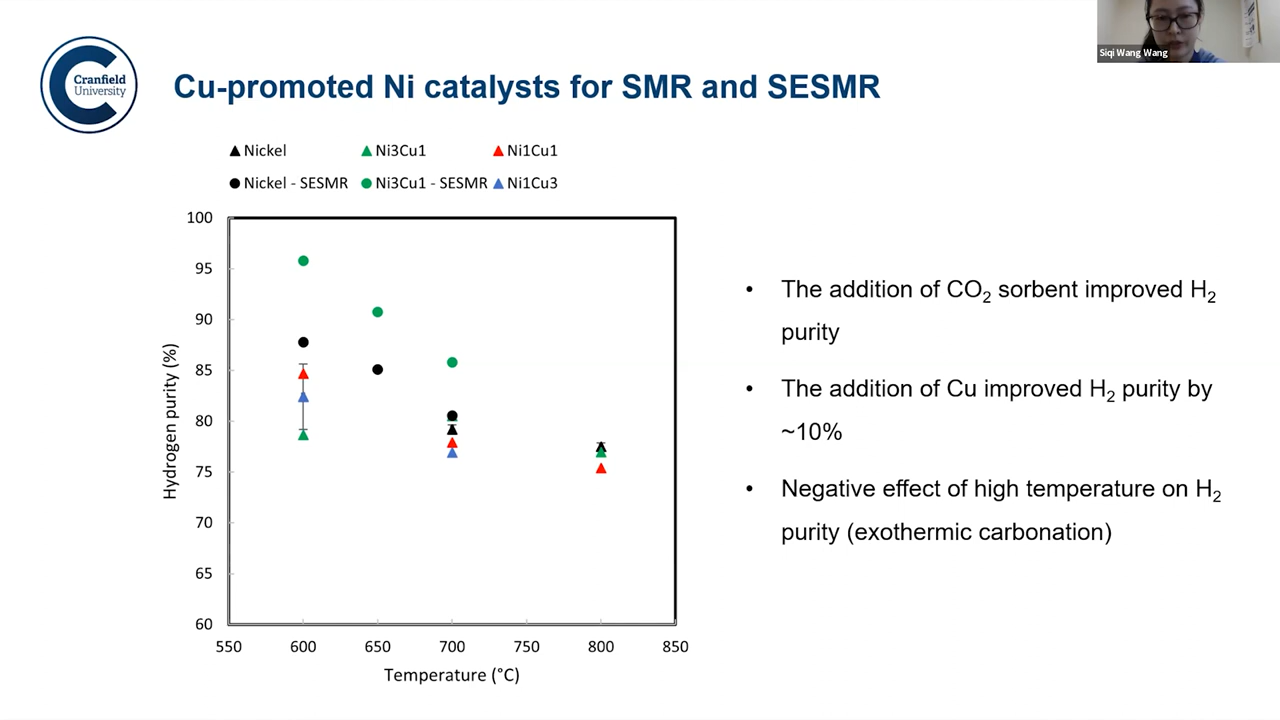 Siqi Wang Wang
Cranfield
University
Cu-promoted Ni catalysts for SMR and SESMR
Nickel
Ni3Cu1
Ni1Cu1
Nickel - SESMR
Ni3Cu1 - SESMR
Ni1Cu3
Hydrogen purity (%)
100
95
90
85
80
75
70
65
60
550
600
650
700
750
800
850
Temperature (°C)
• The addition of CO₂ sorbent improved H₂
purity
• The addition of Cu improved H₂ purity by
~10%
• Negative effect of high temperature on H₂
purity (exothermic carbonation)